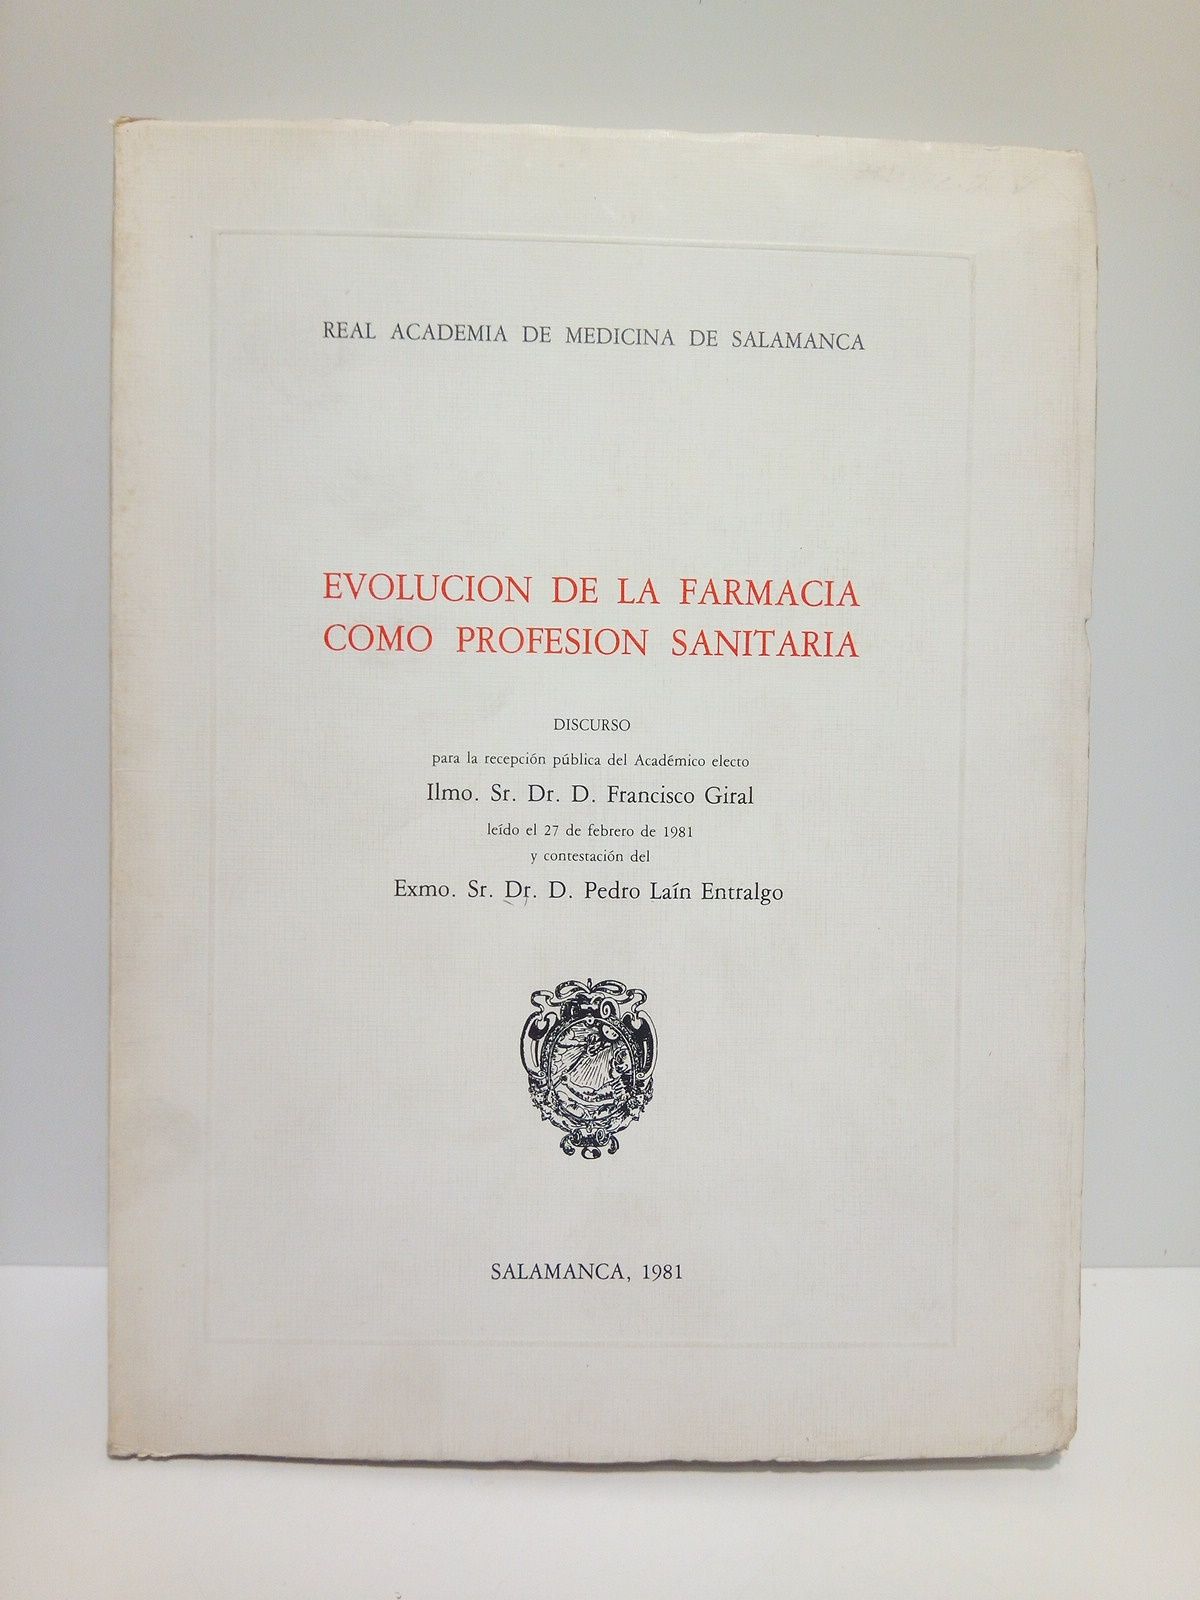 REAL ACADEMIA DE MEDICINA DE SALAMANCA
EVOLUCION DE LA FARMACIA
COMO PROFESION SANITARIA
DISCURSO
para la recepción pública del Académico electo
Ilmo. Sr. Dr. D. Francisco Giral
leído el 27 de febrero de 1981
y contestación del
Exmo. Sr. Dr. D. Pedro Laín Entralgo
SALAMANCA, 1981